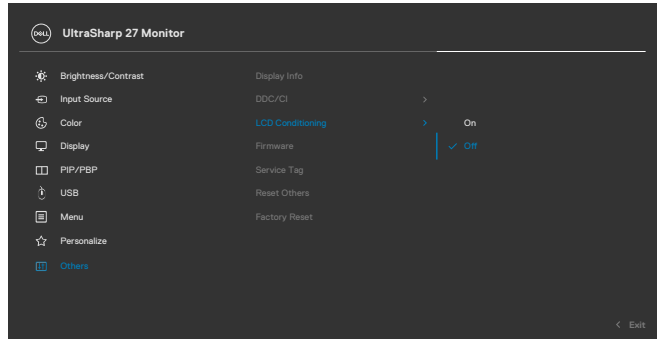 DELL UltraSharp 27 Monitor
Brightness/Contrast
Input Source
Color
Display
PIP/PBP
USB
Menu
Personalize
Others
Display Info
DDC/CI >
LCD Conditioning >
Firmware
Service Tag
Reset Others
Factory Reset
On
✓ Off
< Exit